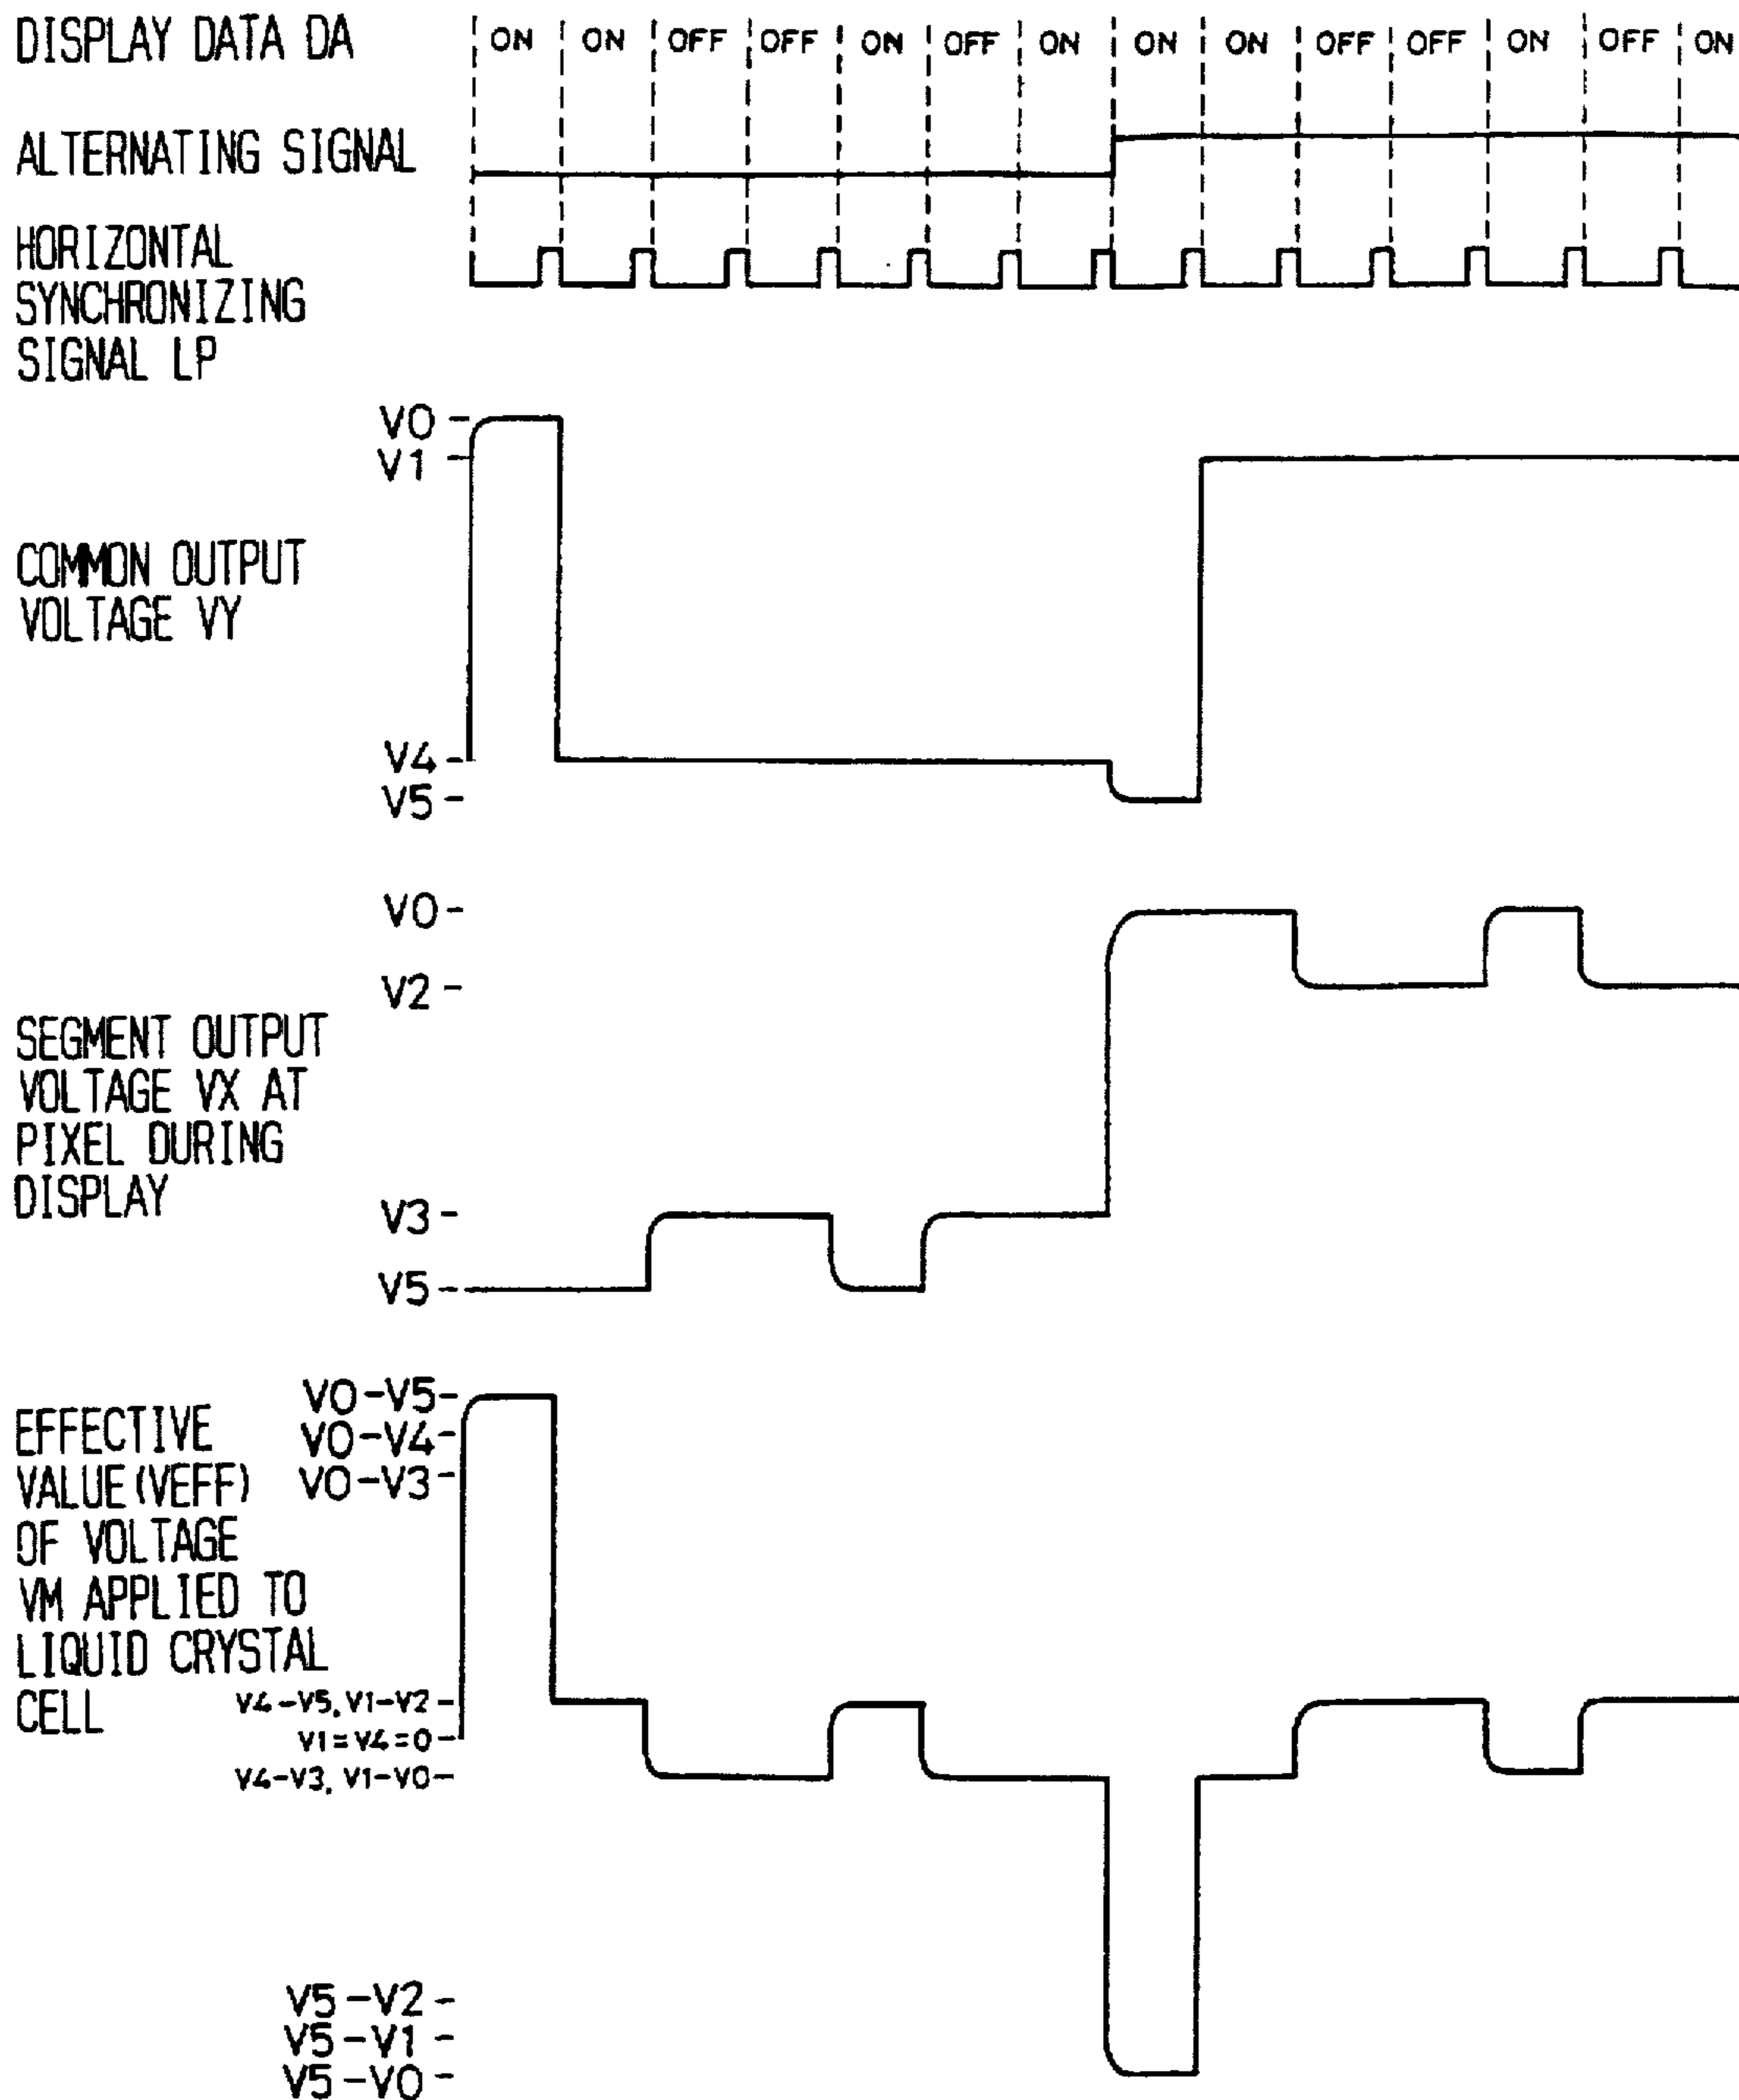 DISPLAY DATA DA
ON ON OFF OFF ON OFF ON ON ON OFF OFF ON OFF ON
ALTERNATING SIGNAL
HORIZONTAL
SYNCHRONIZING
SIGNAL LP
V0
V1
COMMON OUTPUT
VOLTAGE VY
V4
V5
V0
V2
SEGMENT OUTPUT
VOLTAGE VX AT
PIXEL DURING
DISPLAY
V3
V5
EFFECTIVE
VALUE (VEFF)
OF VOLTAGE
VM APPLIED TO
LIQUID CRYSTAL
CELL
V0-V5
V0-V4
V0-V3
V4-V5, V1-V2
V1=V4=0
V4-V3, V1-V0
V5-V2
V5-V1
V5-V0